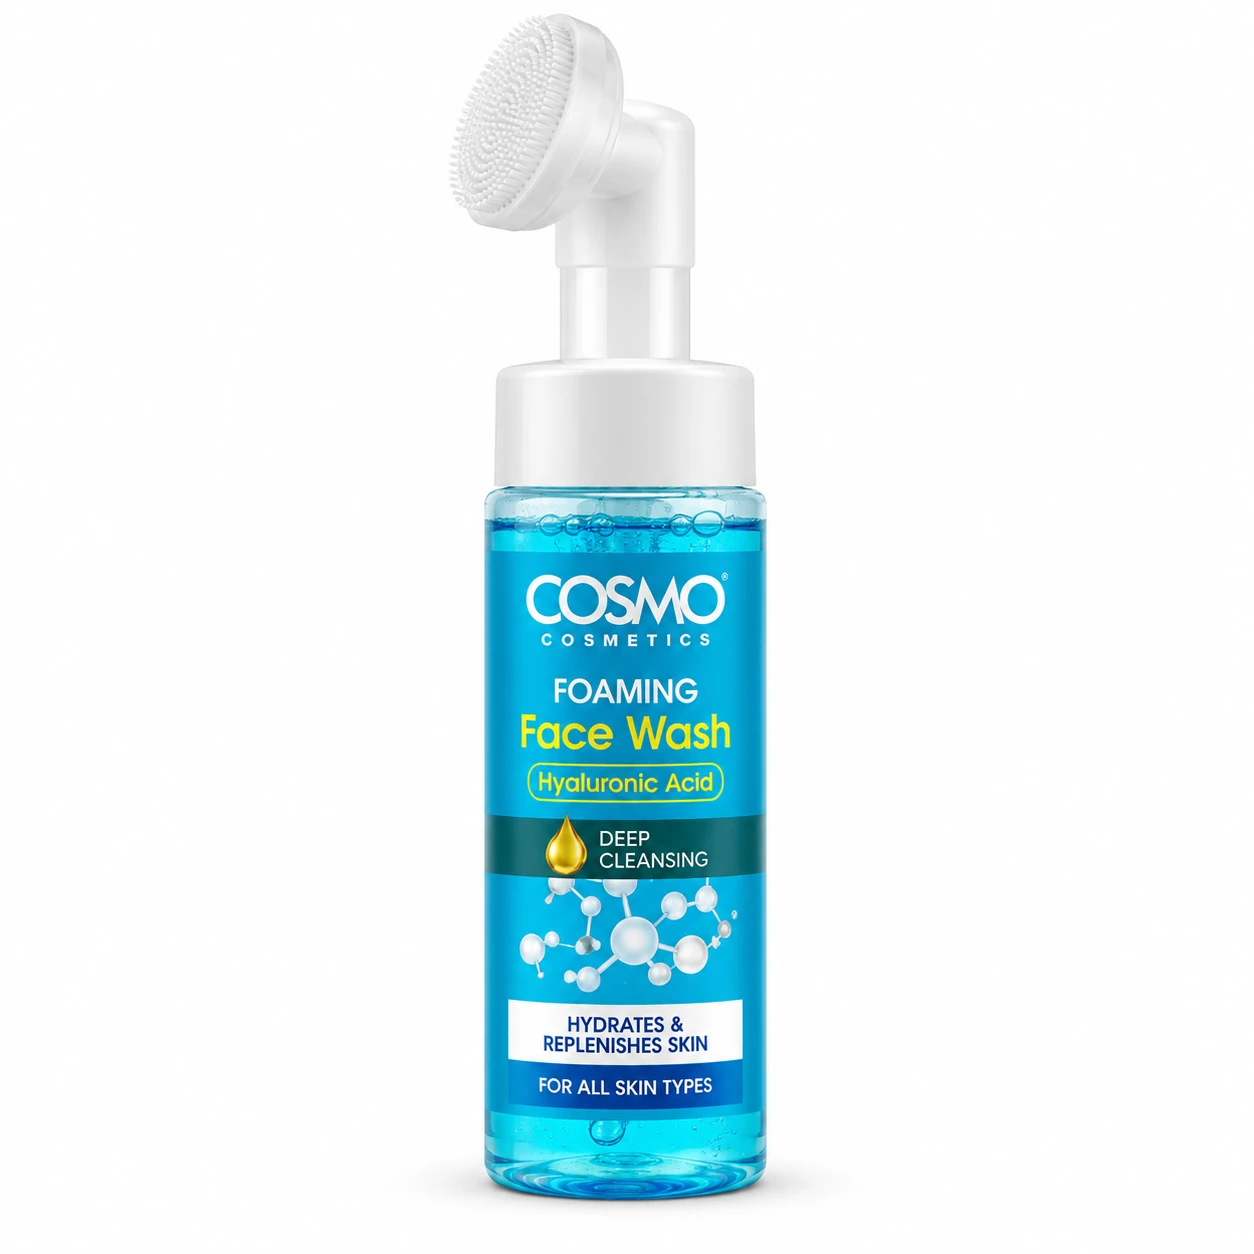 COSMO®
COSMETICS
FOAMING
Face Wash
Hyaluronic Acid
DEEP
CLEANSING
HYDRATES &
REPLENISHES SKIN
FOR ALL SKIN TYPES